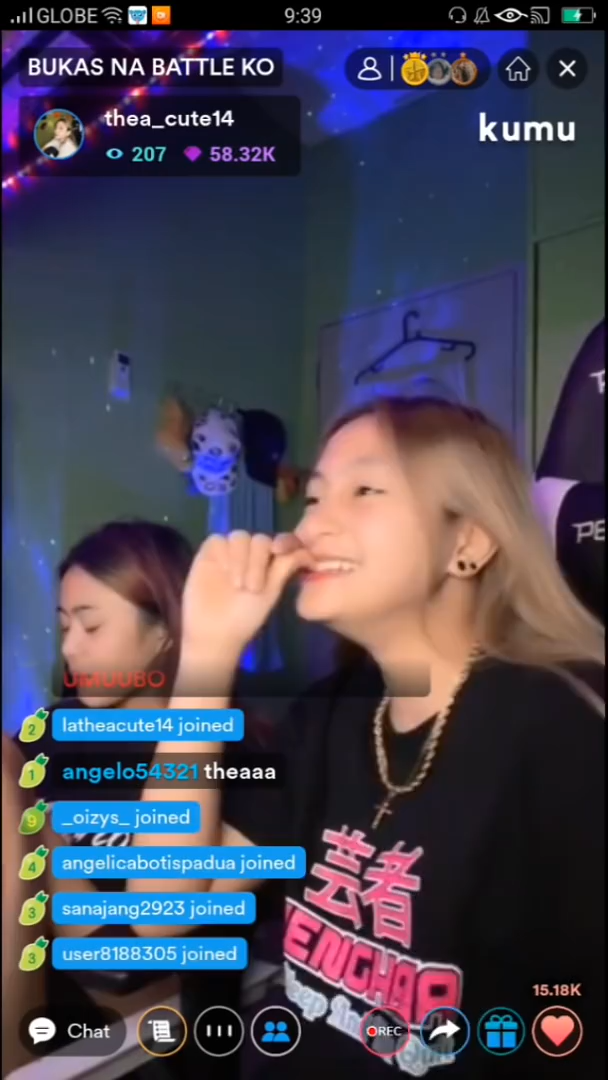 GLOBE
9:39
BUKAS NA BATTLE KO
thea_cute14
207
58.32K
kumu
UMUUBO
2
latheacute14 joined
1
angelo54321 theaaa
9
_oizys_ joined
4
angelicabotispadua joined
3
sanajang2923 joined
3
user8188305 joined
芸者
15.18K
Chat
REC